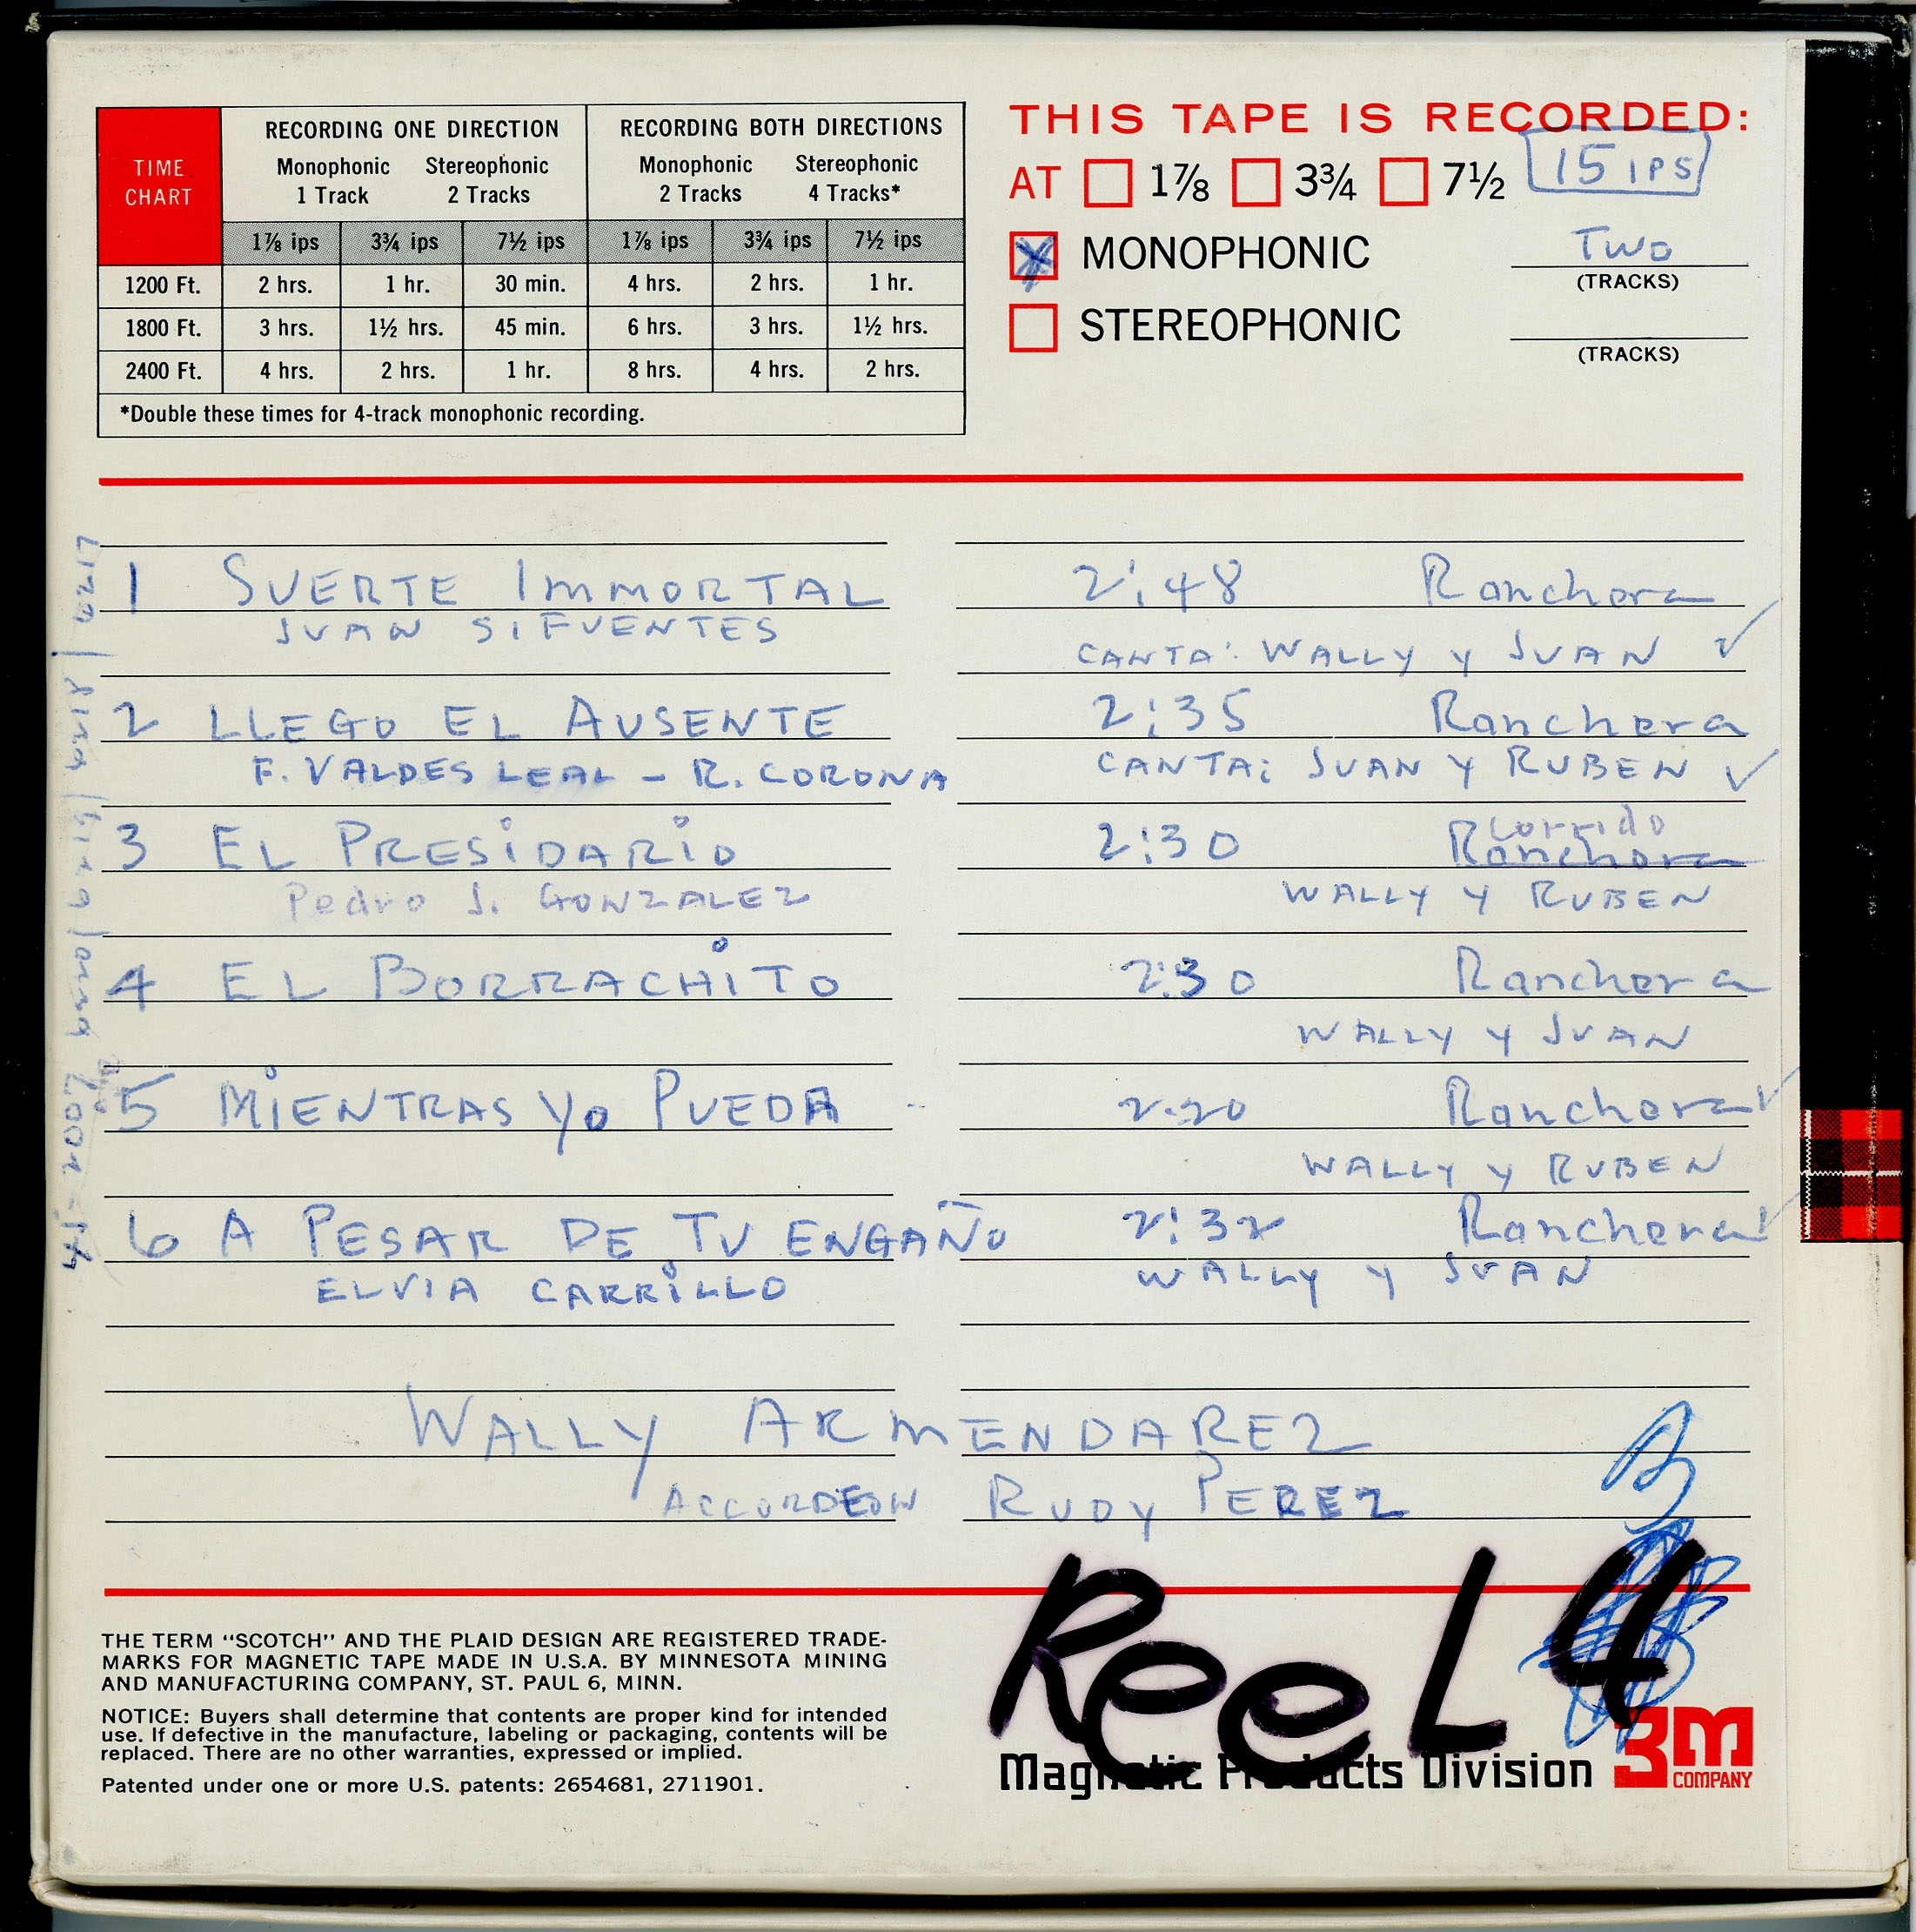 TIME CHART
RECORDING ONE DIRECTION
RECORDING BOTH DIRECTIONS
Monophonic 1 Track
Stereophonic 2 Tracks
Monophonic 2 Tracks
Stereophonic 4 Tracks*
1⅞ ips 3¾ ips 7½ ips 1⅞ ips 3¾ ips 7½ ips
1200 Ft. 2 hrs. 1 hr. 30 min. 4 hrs. 2 hrs. 1 hr.
1800 Ft. 3 hrs. 1½ hrs. 45 min. 6 hrs. 3 hrs. 1½ hrs.
2400 Ft. 4 hrs. 2 hrs. 1 hr. 8 hrs. 4 hrs. 2 hrs.
*Double these times for 4-track monophonic recording.
THIS TAPE IS RECORDED:
AT 1⅞ 3¾ 7½ 15 IPS
MONOPHONIC TWO
(TRACKS)
STEREOPHONIC
(TRACKS)
1 SUERTE IMMORTAL 2:48 Ranchera
JUAN SIFUENTES CANTA: WALLY Y JUAN ✓
2 LLEGO EL AUSENTE 2:35 Ranchera
F. VALDES LEAL - R. CORONA CANTA: JUAN Y RUBEN ✓
3 EL PRESIDARIO 2:30 Ranchera Corrido
Pedro J. GONZALEZ WALLY Y RUBEN
4 EL BORRACHITO 2:30 Ranchera
WALLY Y JUAN
5 MIENTRAS YO PUEDA 2:20 Ranchera ✓
WALLY Y RUBEN
6 A PESAR DE TU ENGAÑO 2:32 Ranchera ✓
ELVIA CARRILLO WALLY Y JUAN
WALLY ARMENDAREZ
ACCORDEON RUDY PEREZ
B
Reel 4
THE TERM “SCOTCH” AND THE PLAID DESIGN ARE REGISTERED TRADE-
MARKS FOR MAGNETIC TAPE MADE IN U.S.A. BY MINNESOTA MINING
AND MANUFACTURING COMPANY, ST. PAUL 6, MINN.
NOTICE: Buyers shall determine that contents are proper kind for intended
use. If defective in the manufacture, labeling or packaging, contents will be
replaced. There are no other warranties, expressed or implied.
Patented under one or more U.S. patents: 2654681, 2711901.
Magnetic Products Division 3M COMPANY